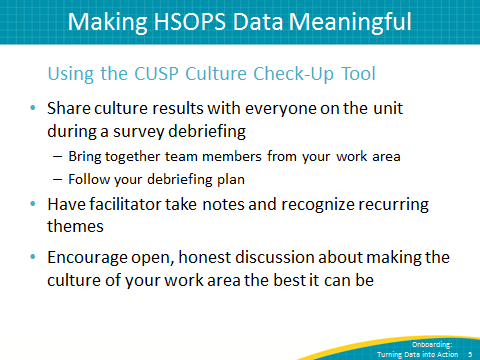 Making HSOPS Data Meaningful
Using the CUSP Culture Check-Up Tool
• Share culture results with everyone on the unit
during a survey debriefing
– Bring together team members from your work area
– Follow your debriefing plan
• Have facilitator take notes and recognize recurring
themes
• Encourage open, honest discussion about making the
culture of your work area the best it can be
Onboarding:
Turning Data into Action 5